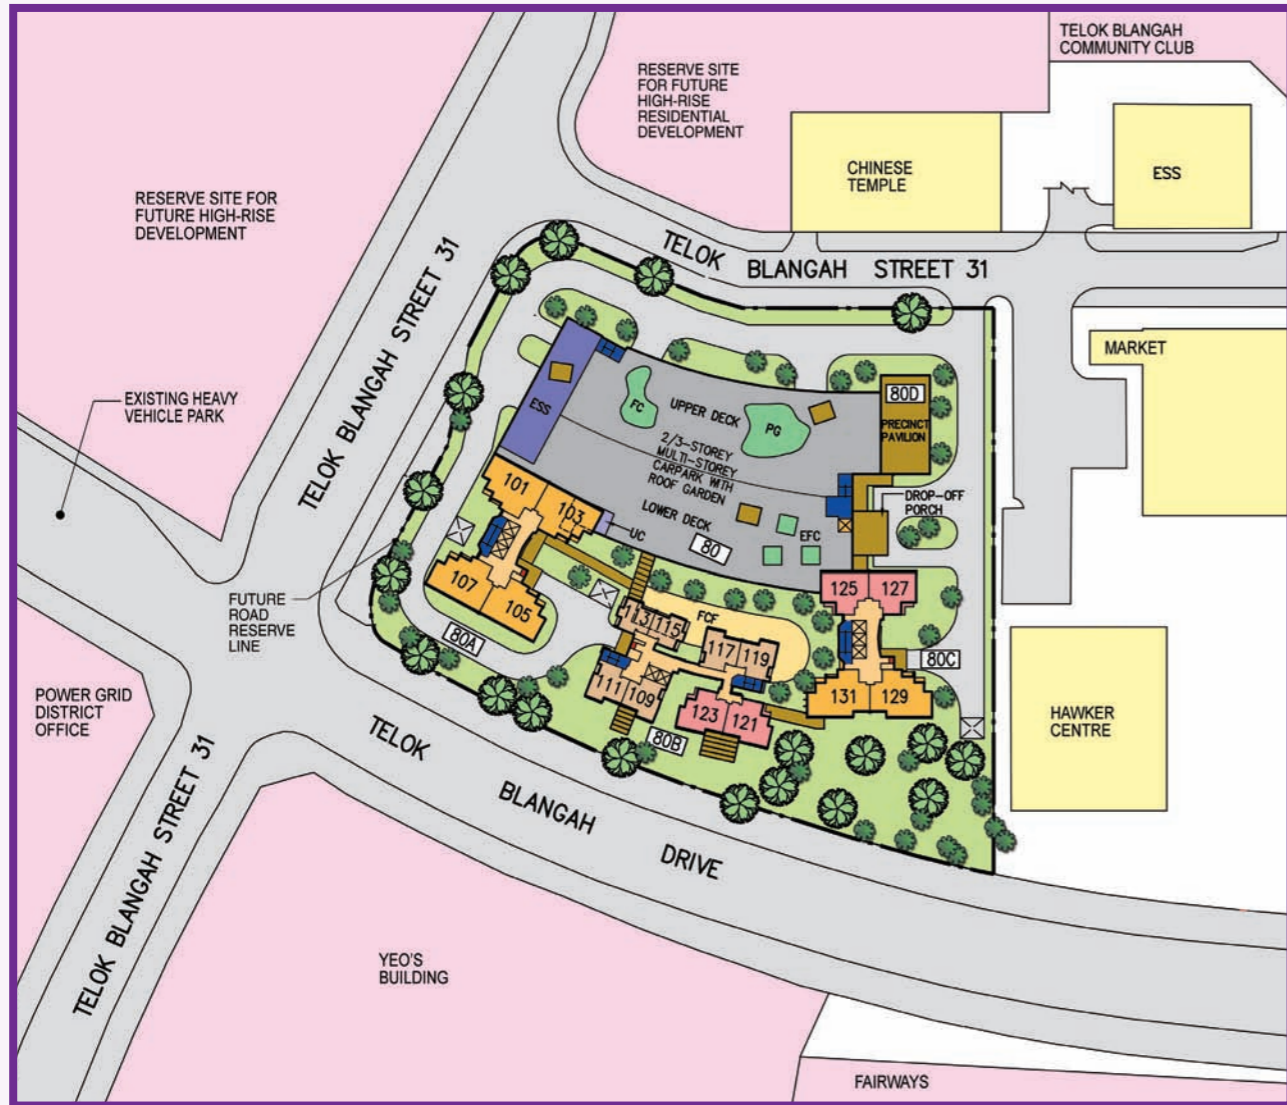 TELOK BLANGAH
COMMUNITY CLUB
RESERVE SITE
FOR FUTURE
HIGH-RISE
RESIDENTIAL
DEVELOPMENT
CHINESE
TEMPLE
ESS
RESERVE SITE FOR
FUTURE HIGH-RISE
DEVELOPMENT
TELOK BLANGAH STREET 31
TELOK BLANGAH STREET 31
MARKET
EXISTING HEAVY
VEHICLE PARK
ESS
FC
UPPER DECK
PG
80D
PRECINCT
PAVILION
2/3-STOREY
MULTI-STOREY
CARPARK WITH
ROOF GARDEN
LOWER DECK
80
EFC
DROP-OFF
PORCH
UC
101
103
107
105
80A
FUTURE
ROAD
RESERVE
LINE
113
115
FCF
117
119
111
109
123
121
80B
125
127
80C
131
129
HAWKER
CENTRE
POWER GRID
DISTRICT
OFFICE
TELOK BLANGAH STREET 31
TELOK BLANGAH DRIVE
YEO'S
BUILDING
FAIRWAYS